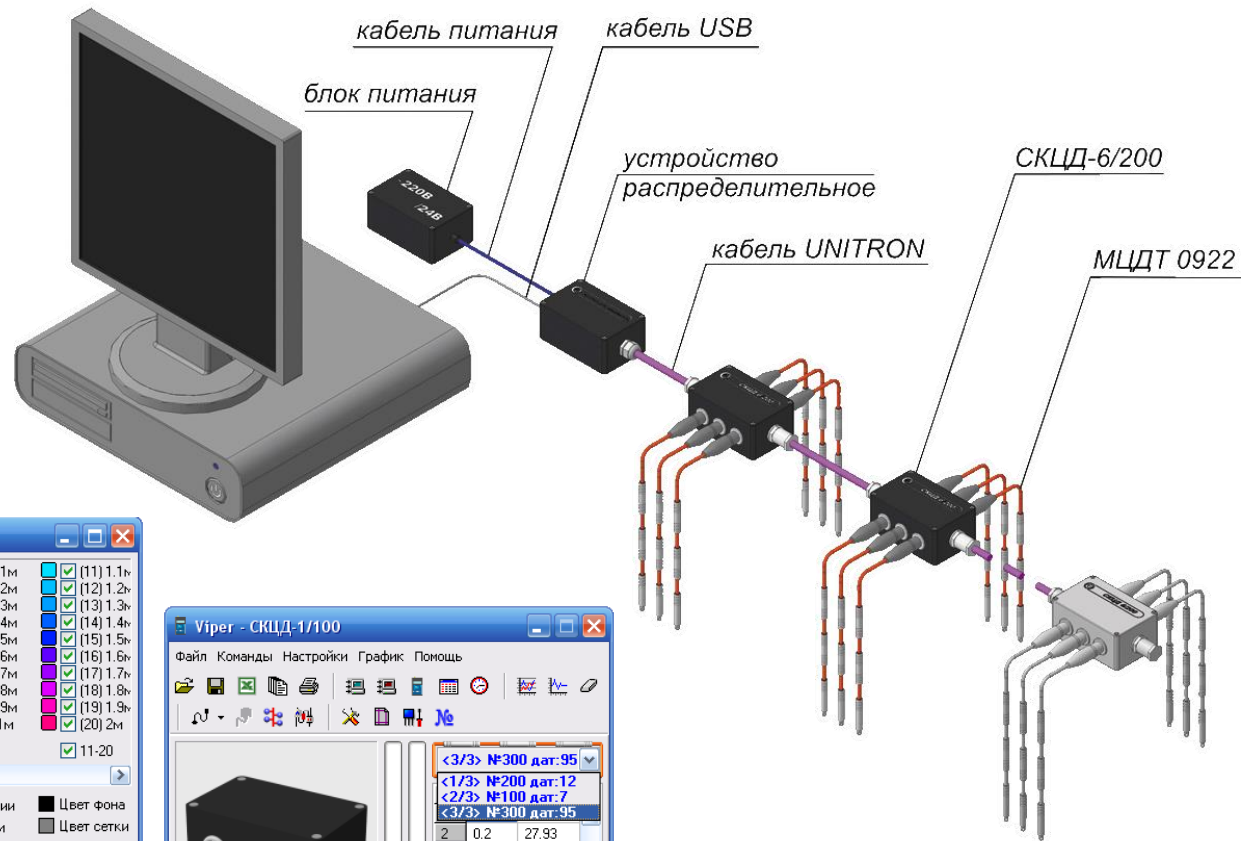 кабель питания
кабель USB
блок питания
~220В
/24В
устройство
распределительное
СКЦД-6/200
кабель UNITRON
МЦДТ 0922
СКЦД-6/200
(11) 1.1м
(12) 1.2м
(13) 1.3м
(14) 1.4м
(15) 1.5м
(16) 1.6м
(17) 1.7м
(18) 1.8м
(19) 1.9м
(20) 2м
11-20
Цвет фона
Цвет сетки
Viper - СКЦД-1/100
Файл Команды Настройки График Помощь
№
<3/3> №300 дат:95
<1/3> №200 дат:12
<2/3> №100 дат:7
<3/3> №300 дат:95
2 0.2 27.93